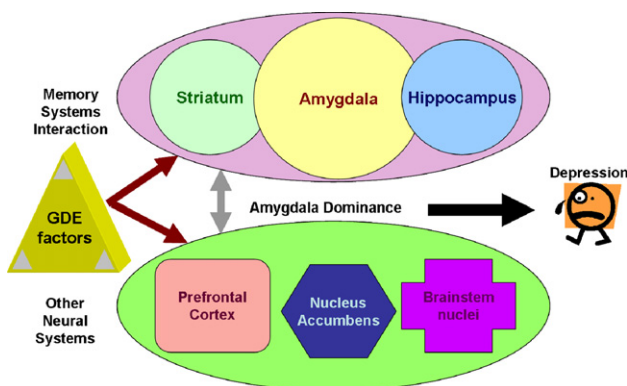 Memory
Systems
Interaction
Striatum
Amygdala
Hippocampus
GDE
factors
Amygdala Dominance
Depression
Other
Neural
Systems
Prefrontal
Cortex
Nucleus
Accumbens
Brainstem
nuclei